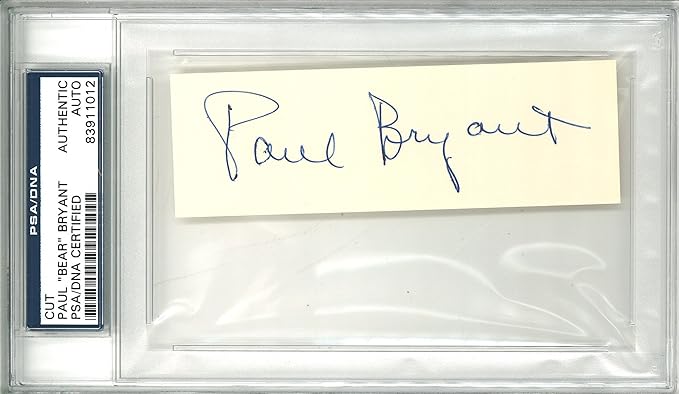 PSA/DNA
CUT
PAUL "BEAR" BRYANT
PSA/DNA CERTIFIED
AUTHENTIC
AUTO
83911012
Paul Bryant